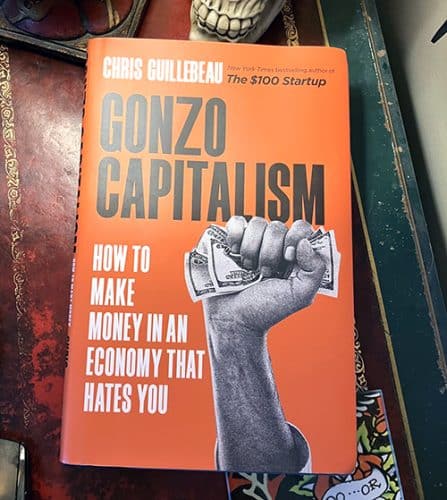 CHRIS GUILLEBEAU
New York Times bestselling author of
The $100 Startup
GONZO
CAPITALISM
HOW TO
MAKE
MONEY IN AN
ECONOMY THAT
HATES YOU
OR